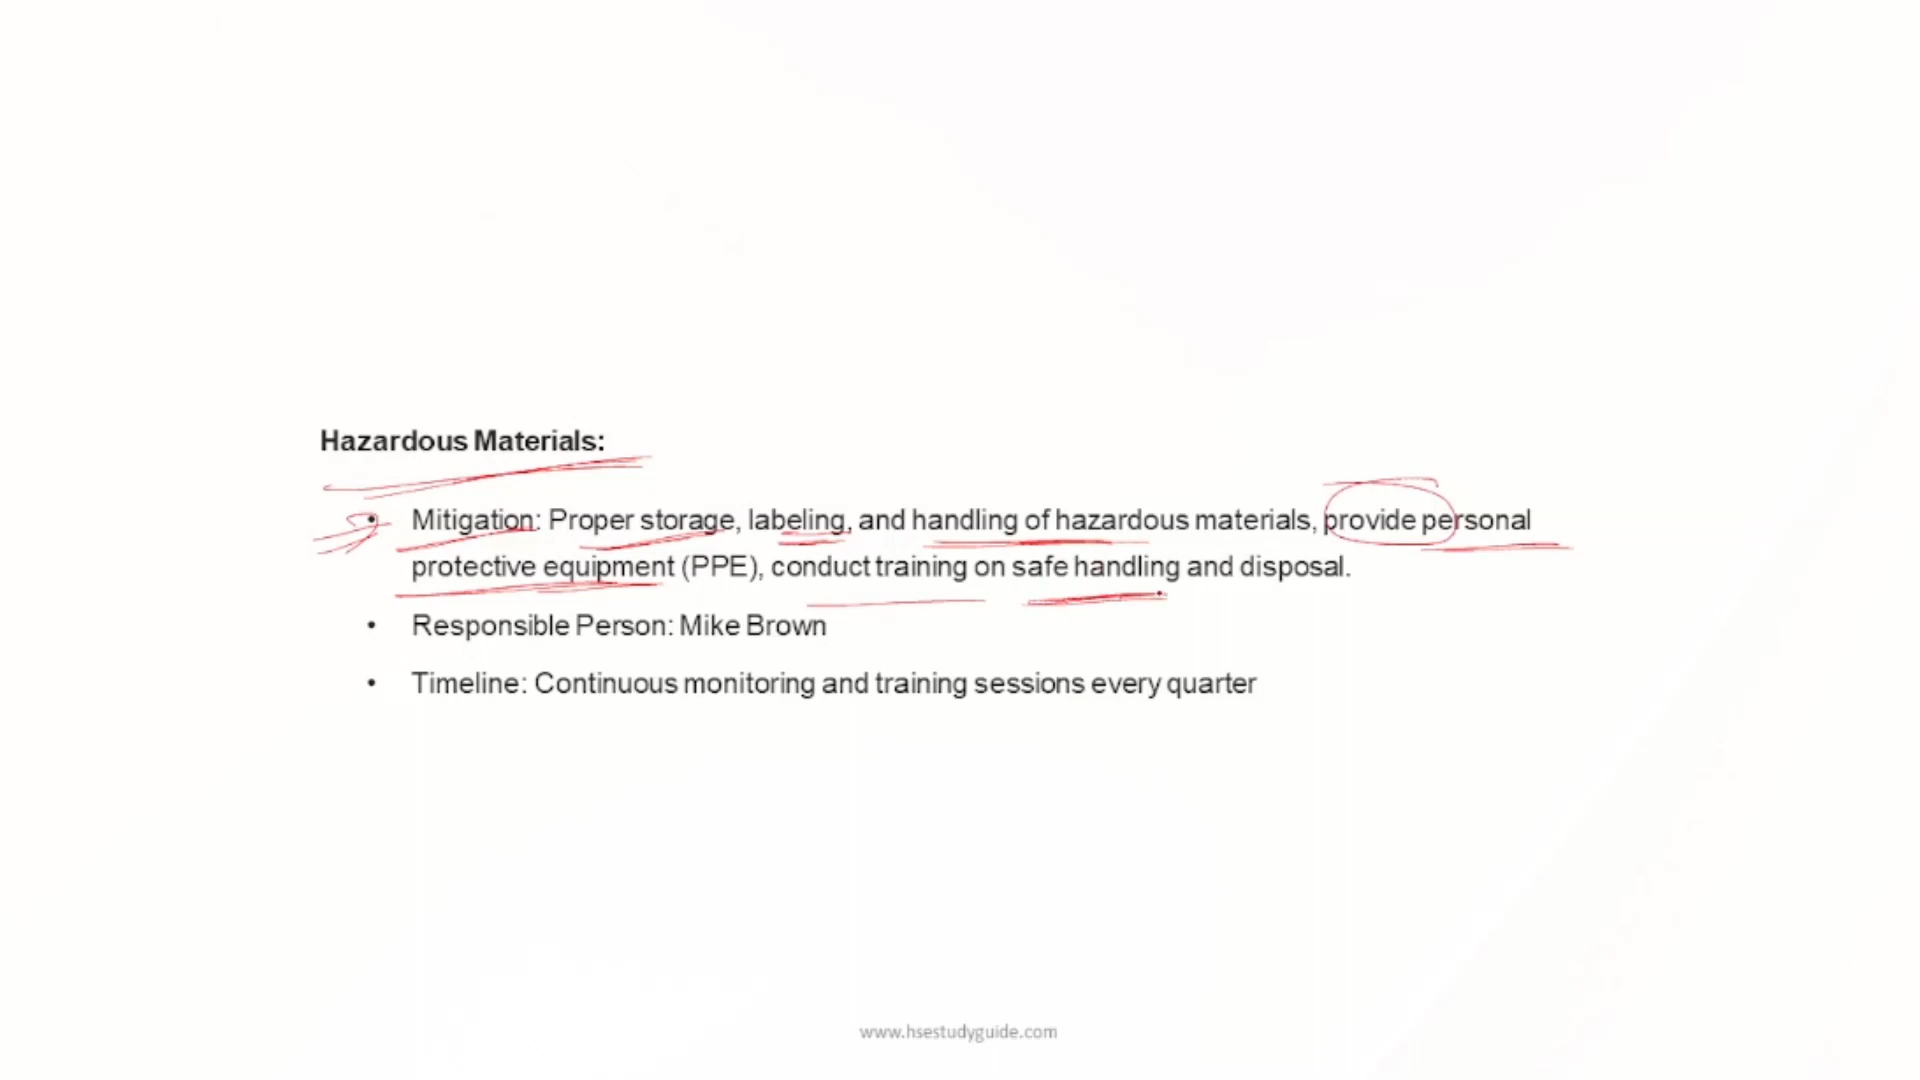 Hazardous Materials:
• Mitigation: Proper storage, labeling, and handling of hazardous materials, provide personal
protective equipment (PPE), conduct training on safe handling and disposal.
• Responsible Person: Mike Brown
• Timeline: Continuous monitoring and training sessions every quarter
www.hsestudyguide.com